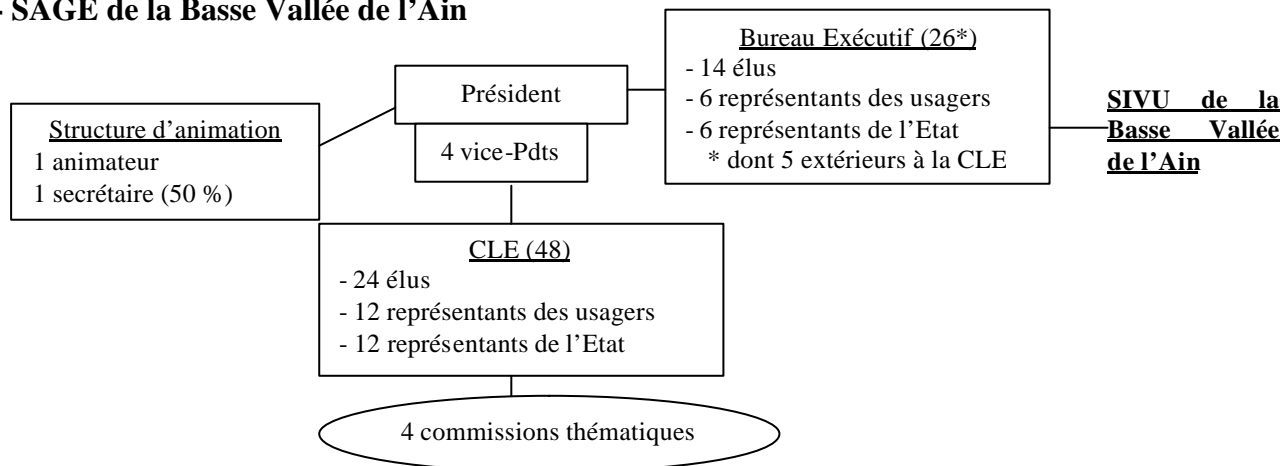 - SAGE de la Basse Vallée de l'Ain
Bureau Exécutif (26*)
- 14 élus
- 6 représentants des usagers
- 6 représentants de l'Etat
* dont 5 extérieurs à la CLE
Président
4 vice-Pdts
SIVU de la
Basse Vallée
de l'Ain
Structure d'animation
1 animateur
1 secrétaire (50 %)
CLE (48)
- 24 élus
- 12 représentants des usagers
- 12 représentants de l'Etat
4 commissions thématiques